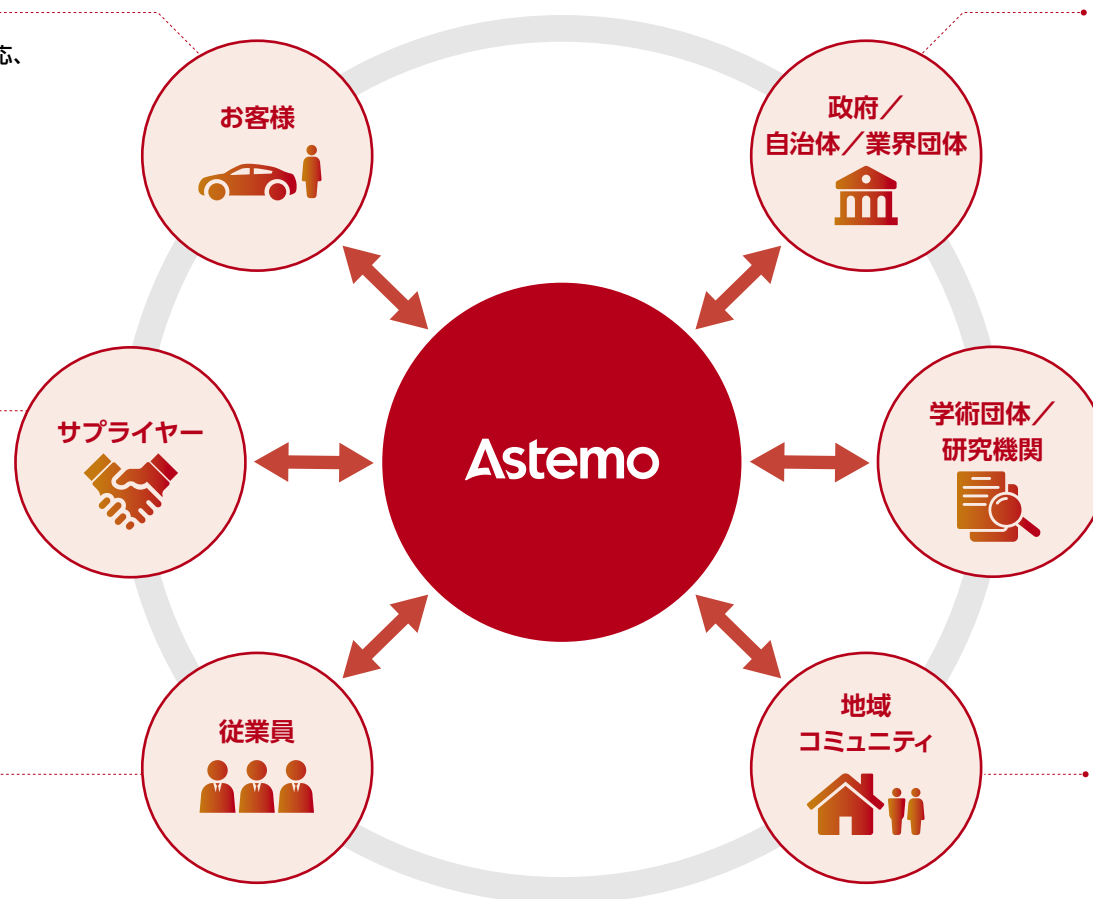 応、
お客様
政府／
自治体／業界団体
サプライヤー
Astemo
学術団体／
研究機関
従業員
地域
コミュニティ